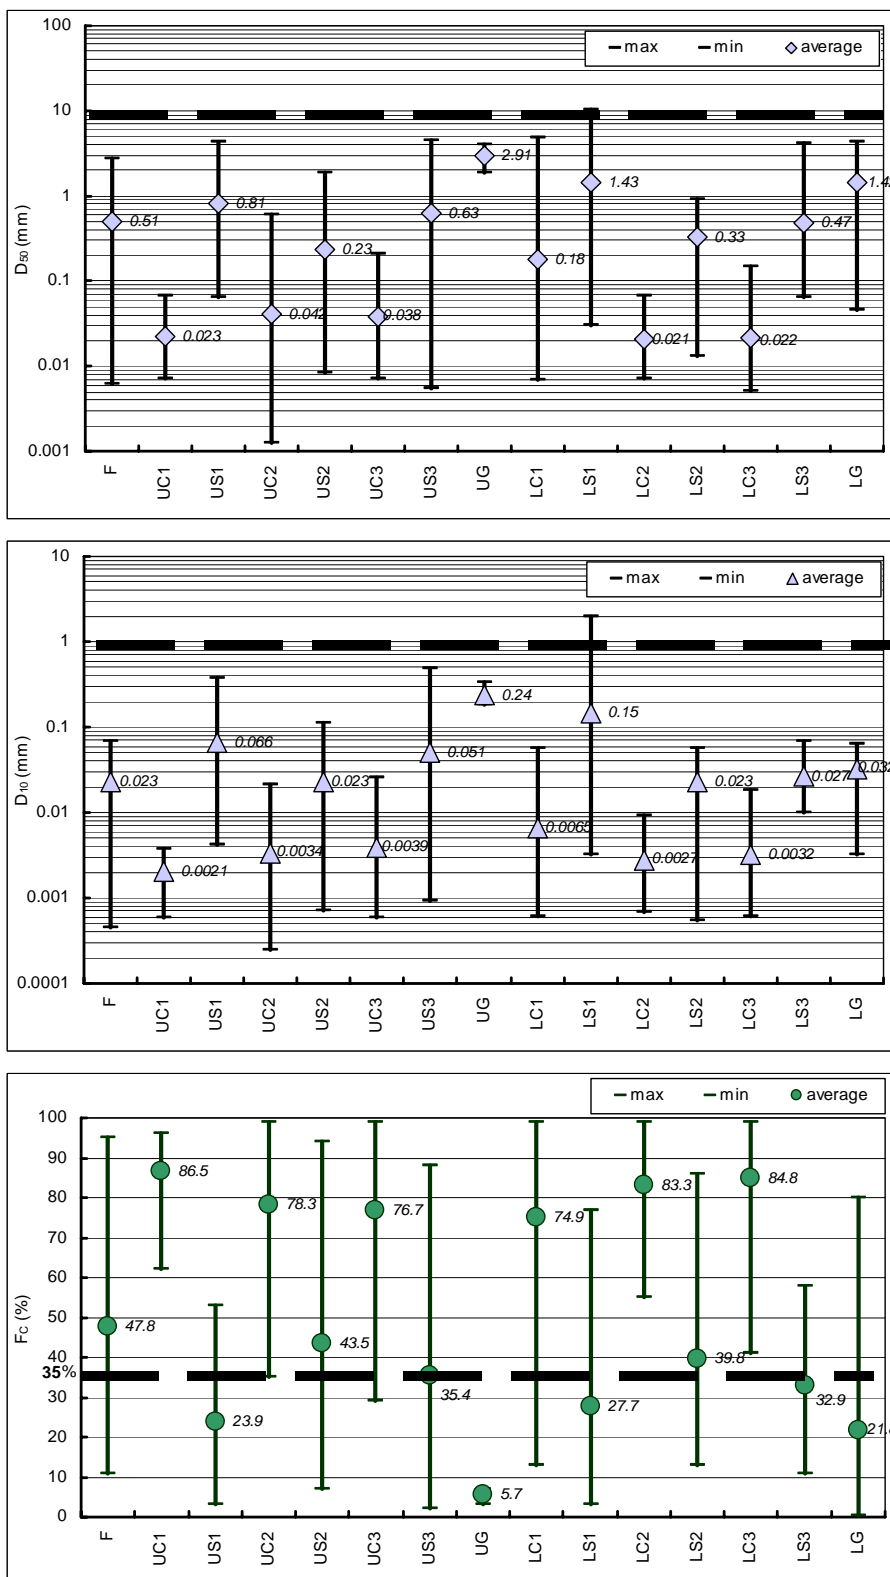 100
max min average
10
2.91
1
0.51 0.81 0.23 0.63 0.18 1.43 0.33 0.47
D50 (mm)
0.1
0.023 0.042 0.038 0.021 0.022
0.01
0.001
F UC1 US1 UC2 US2 UC3 US3 UG LC1 LS1 LC2 LS2 LC3 LS3 LG
10
max min average
1
0.24 0.15
0.1
0.066 0.051
D10 (mm)
0.023 0.023 0.023 0.027 0.032
0.01
0.0021 0.0034 0.0039 0.0065 0.0027 0.0032
0.001
0.0001
F UC1 US1 UC2 US2 UC3 US3 UG LC1 LS1 LC2 LS2 LC3 LS3 LG
max min average
100
90
86.5 83.3 84.8
80
78.3 76.7 74.9
70
60
50
47.8 43.5
FC (%)
40
39.8
35%
35.4 32.9
30
23.9 27.7
20
10
5.7
0
F UC1 US1 UC2 US2 UC3 US3 UG LC1 LS1 LC2 LS2 LC3 LS3 LG